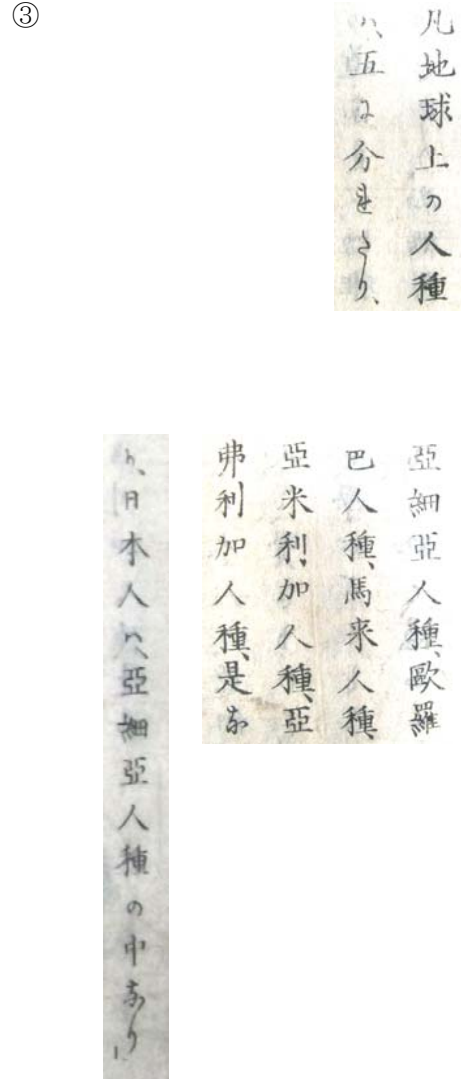 ③
凡地球上の人種
ハ、五に分れたり、
亞細亞人種、歐羅
巴人種、馬来人種、
亞米利加人種、亞
弗利加人種、是な
り、日本人ハ、亞細亞人種の中なり